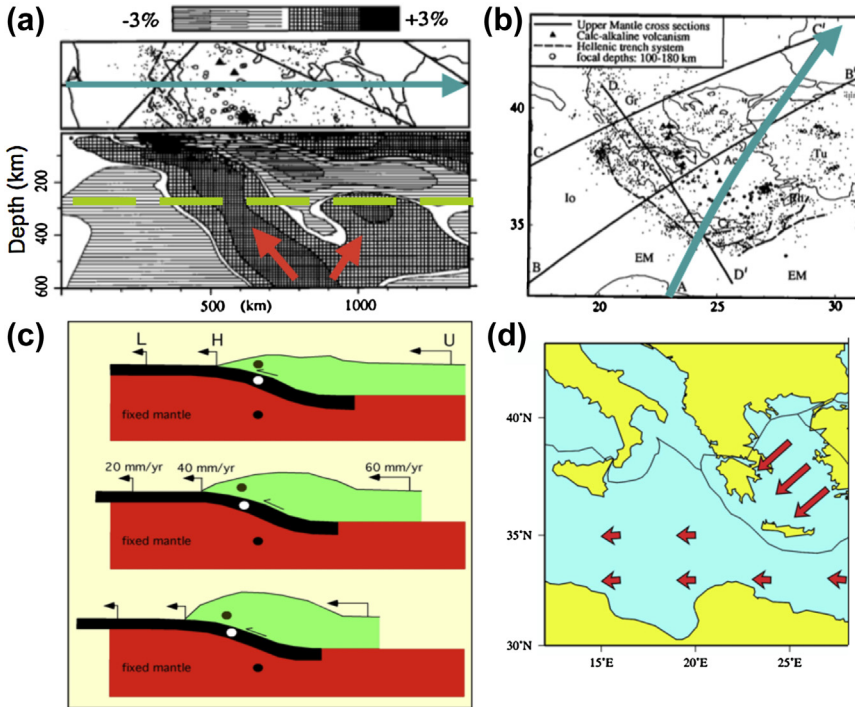 (a)
-3%
+3%
A
Depth (km)
200
400
600
500
(km)
1000
(b)
Upper Mantle cross sections
Calc-alkaline volcanism
Hellenic trench system
focal depths: 100-180 km
C'
B'
40
35
D
Gr
C
Ae
Tu
Io
Rh
Cr
EM
EM
B
A
D'
20
25
30
(c)
L
H
U
fixed mantle
20 mm/yr
40 mm/yr
60 mm/yr
fixed mantle
fixed mantle
(d)
40°N
35°N
30°N
15°E
20°E
25°E